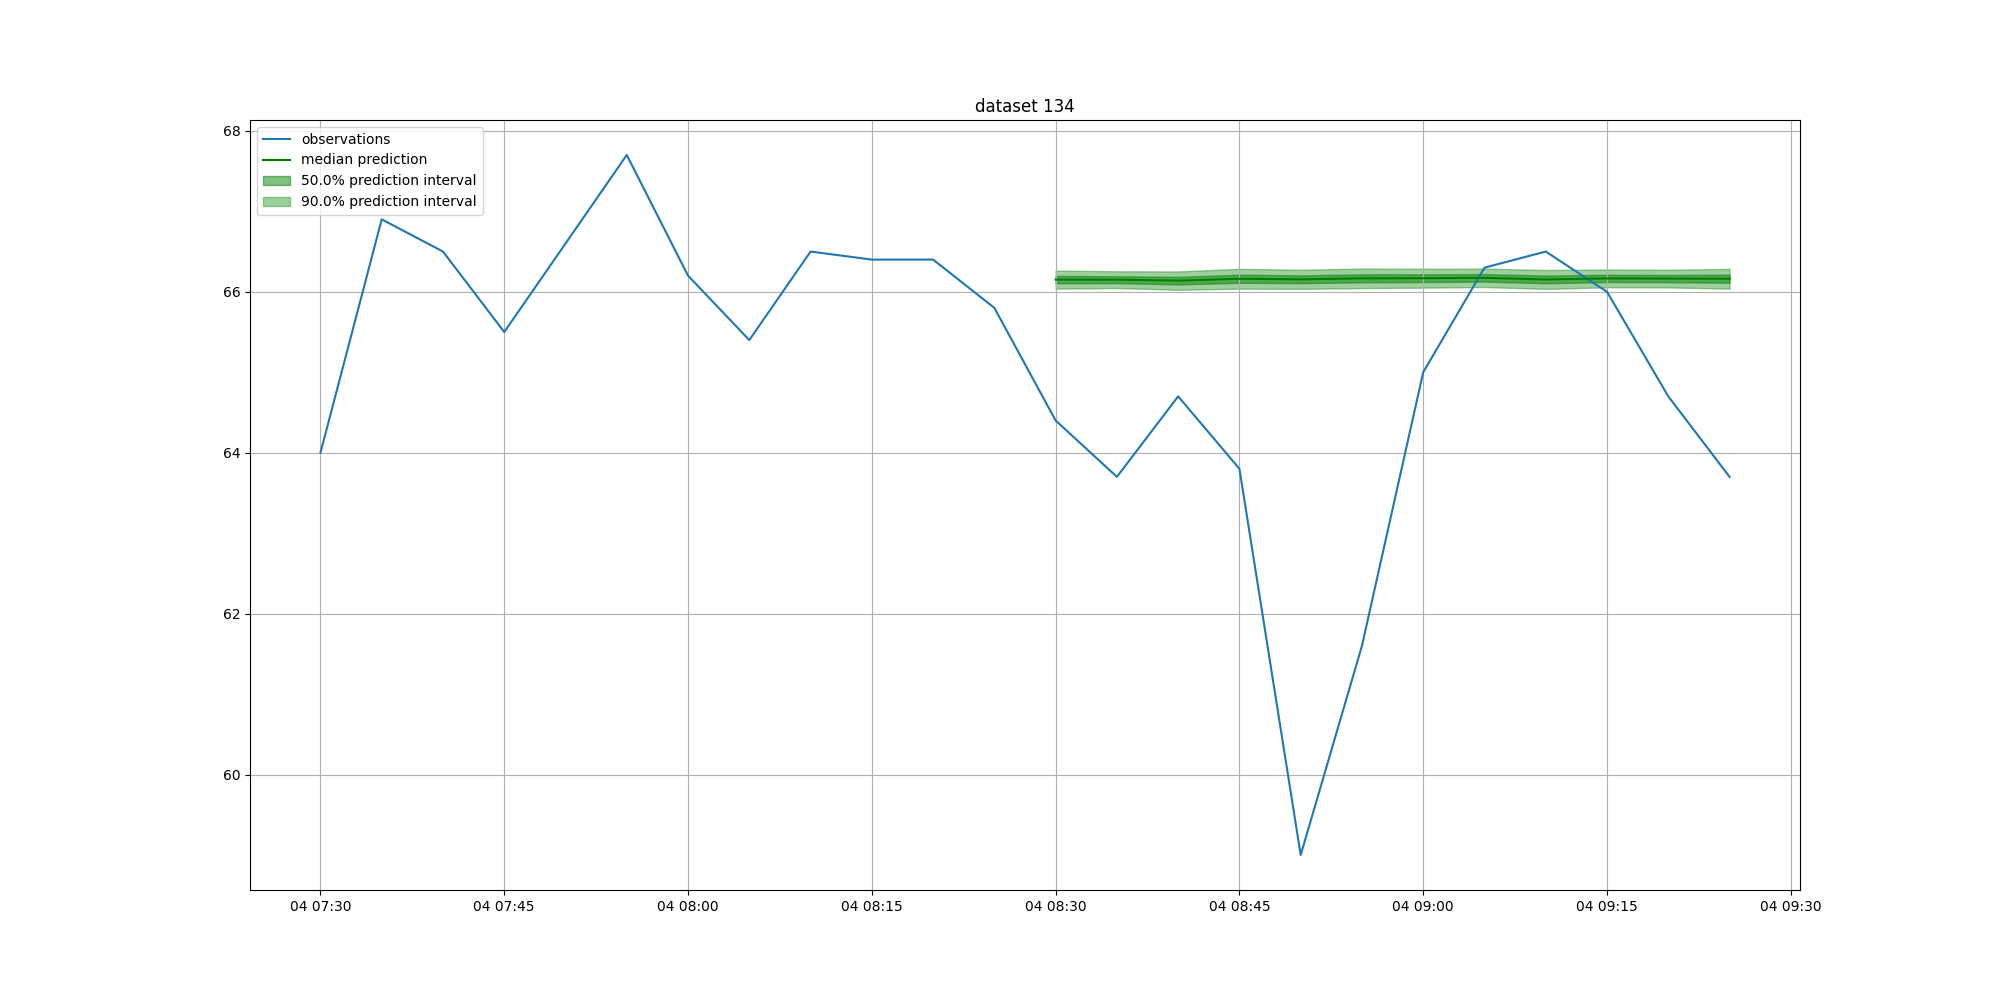 dataset 134
observations
median prediction
50.0% prediction interval
90.0% prediction interval
68
66
64
62
60
04 07:30 04 07:45 04 08:00 04 08:15 04 08:30 04 08:45 04 09:00 04 09:15 04 09:30